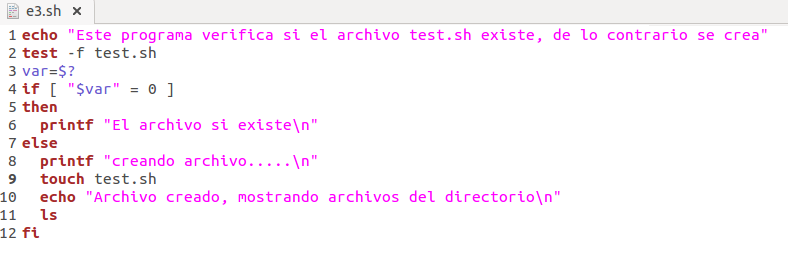 e3.sh ×
1 echo "Este programa verifica si el archivo test.sh existe, de lo contrario se crea"
2 test -f test.sh
3 var=$?
4 if [ "$var" = 0 ]
5 then
6   printf "El archivo si existe\n"
7 else
8   printf "creando archivo.....\n"
9   touch test.sh
10   echo "Archivo creado, mostrando archivos del directorio\n"
11   ls
12 fi